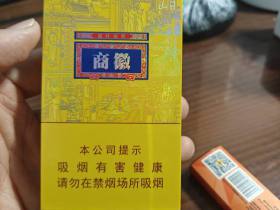 商徽
本公司提示
吸烟有害健康
请勿在禁烟场所吸烟